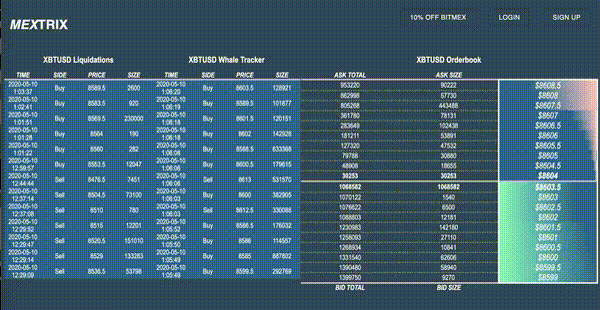 MEXTRIX
10% OFF BITMEX LOGIN SIGN UP
XBTUSD Liquidations
TIME SIDE PRICE SIZE
2020-05-10
1:03:37 Buy 8589.5 2600
2020-05-10
1:02:41 Buy 8583.5 920
2020-05-10
1:01:51 Buy 8569.5 230000
2020-05-10
1:01:28 Buy 8564 190
2020-05-10
1:01:22 Buy 8560 282
2020-05-10
12:59:57 Buy 8553.5 12047
2020-05-10
12:44:44 Sell 8476.5 7451
2020-05-10
12:37:14 Sell 8504.5 73100
2020-05-10
12:37:08 Sell 8510 780
2020-05-10
12:29:52 Sell 8515 12201
2020-05-10
12:29:47 Sell 8520.5 151010
2020-05-10
12:29:14 Sell 8529 133283
2020-05-10
12:29:09 Sell 8536.5 53798
XBTUSD Whale Tracker
TIME SIDE PRICE SIZE
2020-05-10
1:06:20 Buy 8603.5 128921
2020-05-10
1:06:19 Buy 8589.5 101877
2020-05-10
1:06:18 Buy 8601.5 120151
2020-05-10
1:06:18 Buy 8602 142928
2020-05-10
1:06:08 Buy 8588.5 633368
2020-05-10
1:06:06 Buy 8600.5 179615
2020-05-10
1:06:06 Sell 8613 531570
2020-05-10
1:06:03 Buy 8600 382905
2020-05-10
1:06:03 Sell 8612.5 330088
2020-05-10
1:05:52 Buy 8586.5 176032
2020-05-10
1:05:50 Buy 8586 114557
2020-05-10
1:05:49 Buy 8585 887802
2020-05-10
1:05:49 Buy 8599.5 292769
XBTUSD Orderbook
ASK TOTAL ASK SIZE
953220 90222 $8608.5
862998 57730 $8608
805268 443488 $8607.5
361780 78131 $8607
283649 102438 $8606.5
181211 53891 $8606
127320 47532 $8605.5
79788 30880 $8605
48908 18655 $8604.5
30253 30253 $8604
1068582 1068582 $8603.5
1070122 1540 $8603
1076622 6500 $8602.5
1088803 12181 $8602
1230983 142180 $8601.5
1258093 27110 $8601
1268934 10841 $8600.5
1331540 62606 $8600
1390480 58940 $8599.5
1399750 9270 $8599
BID TOTAL BID SIZE